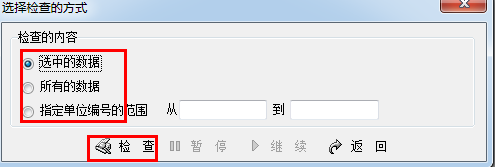 选择检查的方式
检查的内容
选中的数据
所有的数据
指定单位编号的范围 从 到
检 查 暂 停 继 续 返 回